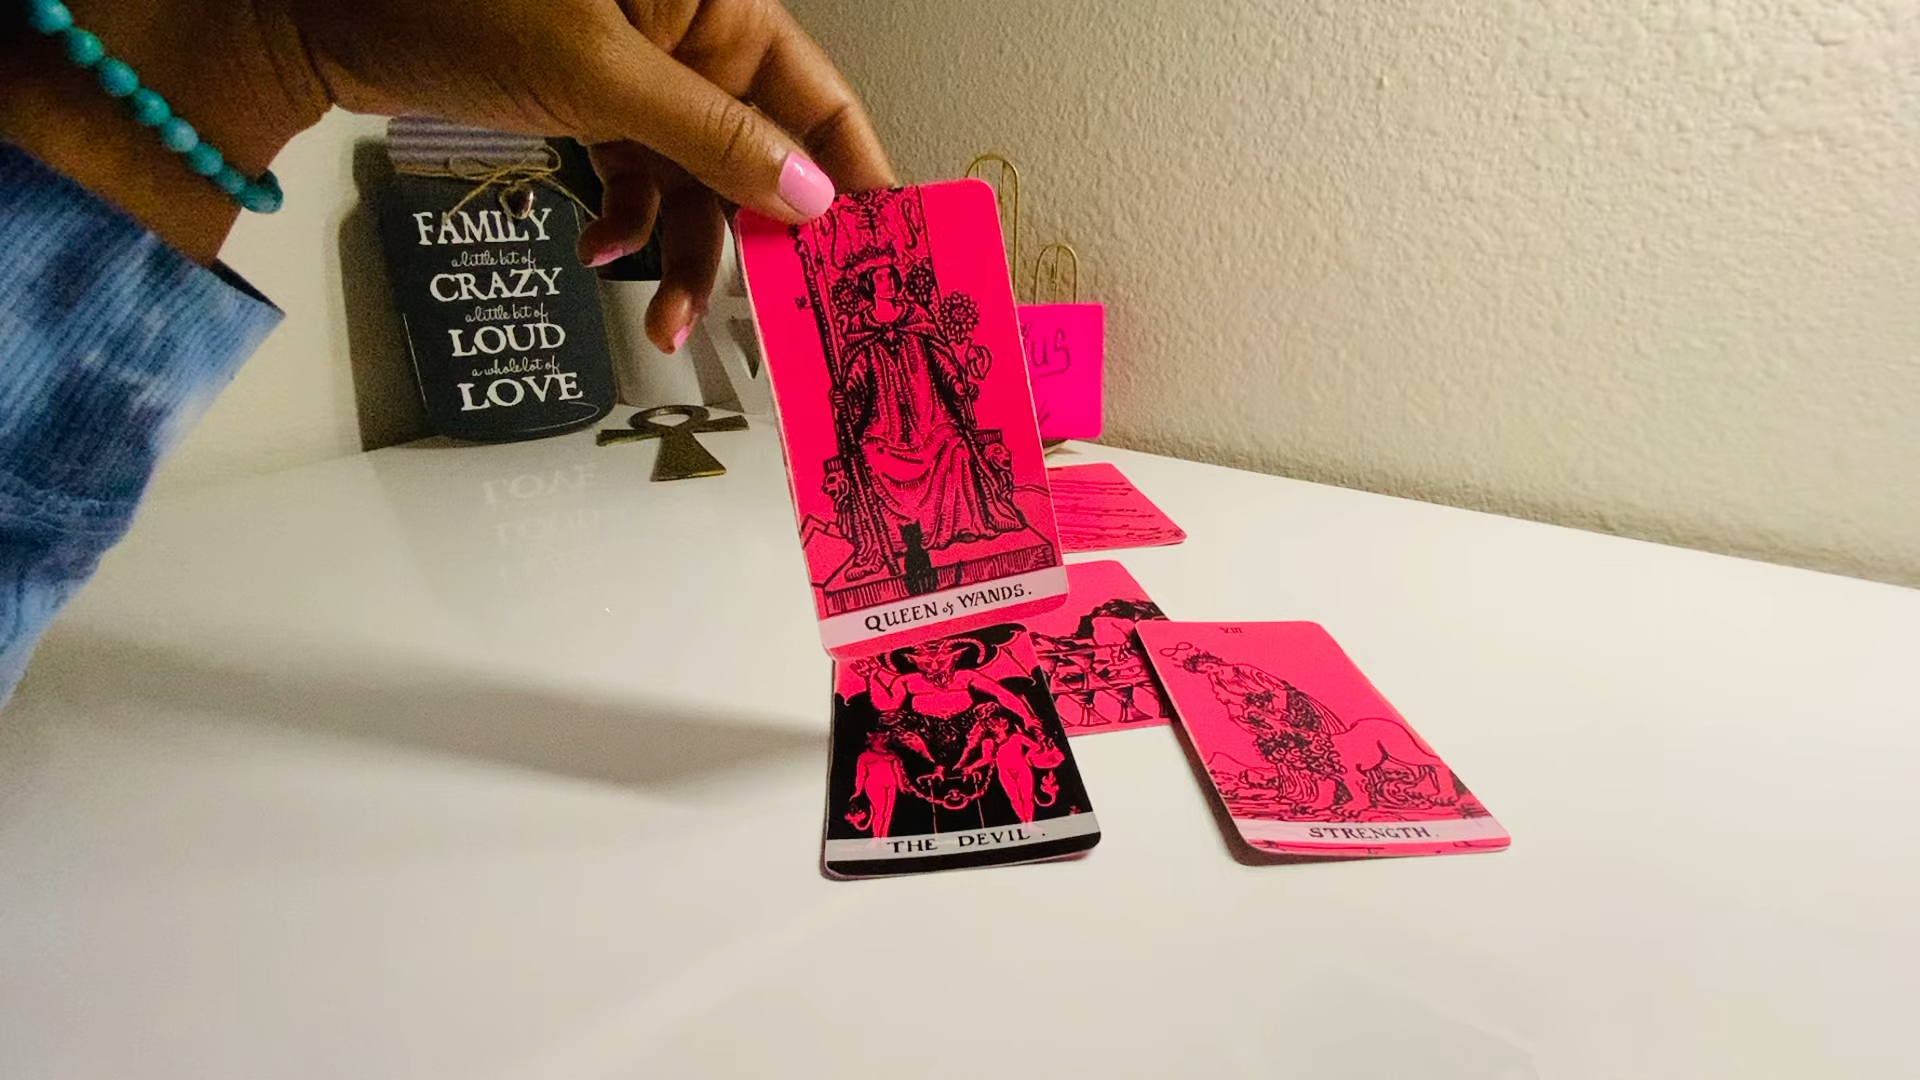 FAMILY
a little bit of
CRAZY
a little bit of
LOUD
a whole lot of
LOVE
QUEEN of WANDS.
THE DEVIL.
VIII
STRENGTH.